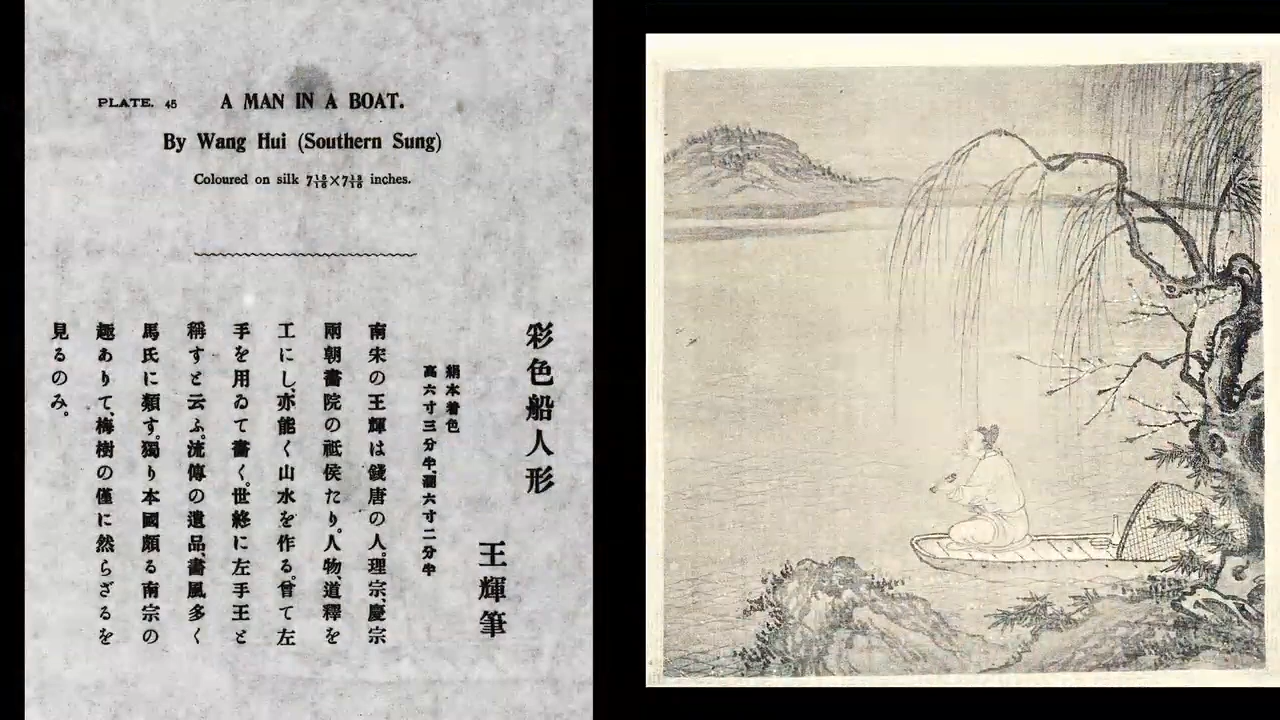 PLATE. 45 A MAN IN A BOAT.
By Wang Hui (Southern Sung)
Coloured on silk 7 13/16 × 7 13/16 inches.
彩色船人形
王輝筆
絹本着色
高六寸三分半、濶六寸二分半
南宋の王輝は錢唐の人。理宗、慶宗
兩朝畫院の祗侯たり。人物、道釋を
工にし、亦能く山水を作る。曾て左
手を用ゐて畫く。世終に左手王と
稱すと云ふ。流傳の遺品、畫風多く
馬氏に類す。獨り本國頗る南宗の
趣ありて、梅樹の僅に然らざるを
見るのみ。